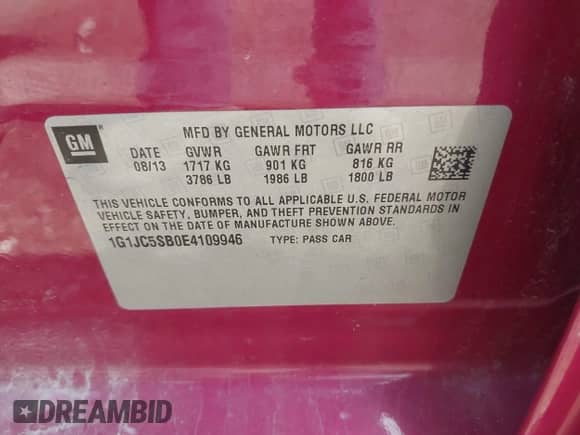 GM
MFD BY GENERAL MOTORS LLC
DATE GVWR GAWR FRT GAWR RR
08/13 1717 KG 901 KG 816 KG
3786 LB 1986 LB 1800 LB
THIS VEHICLE CONFORMS TO ALL APPLICABLE U.S. FEDERAL MOTOR
VEHICLE SAFETY, BUMPER, AND THEFT PREVENTION STANDARDS IN
EFFECT ON THE DATE OF MANUFACTURE SHOWN ABOVE.
1G1JC5SB0E4109946 TYPE: PASS CAR
DREAMBID